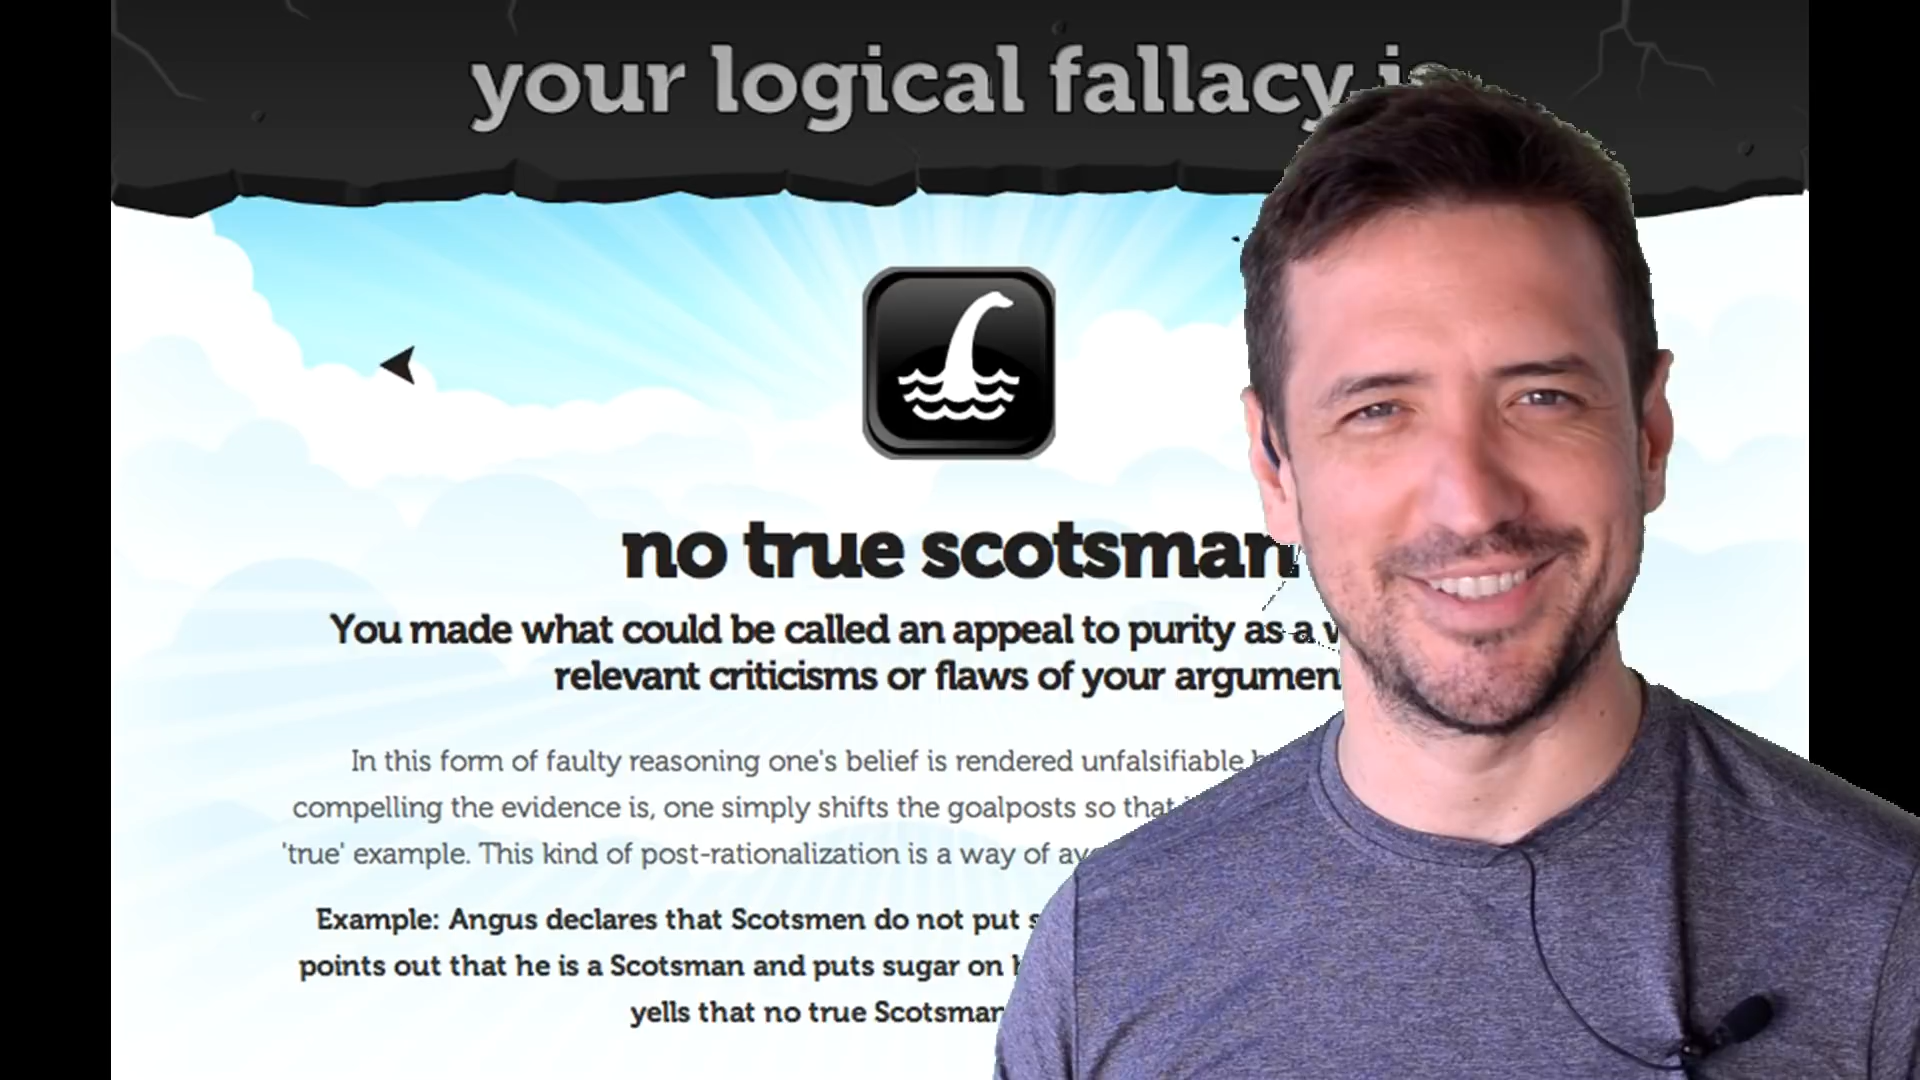 your logical fallacy is
no true scotsman
You made what could be called an appeal to purity as a
relevant criticisms or flaws of your
In this form of faulty reasoning one's belief is rendered unfalsifiable
compelling the evidence is, one simply shifts the goalposts so that
'true' example. This kind of post-rationalization is a way of
Example: Angus declares that Scotsmen do not put
points out that he is a Scotsman and puts sugar on
yells that no true Scotsman